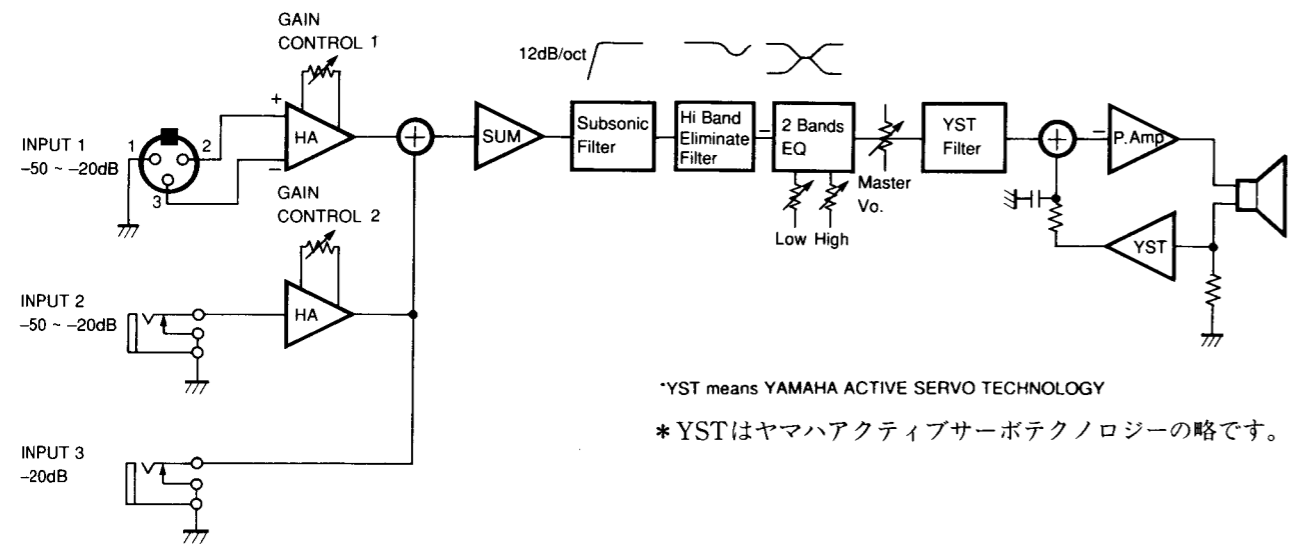 GAIN
CONTROL 1
12dB/oct
+
HA
−
INPUT 1
−50 ~ −20dB
1
2
3
+
SUM
Subsonic
Filter
Hi Band
Eliminate
Filter
−
2 Bands
EQ
Low High
Master
Vo.
YST
Filter
+
−
P.Amp
YST
GAIN
CONTROL 2
HA
INPUT 2
−50 ~ −20dB
INPUT 3
−20dB
*YST means YAMAHA ACTIVE SERVO TECHNOLOGY
＊YSTはヤマハアクティブサーボテクノロジーの略です。